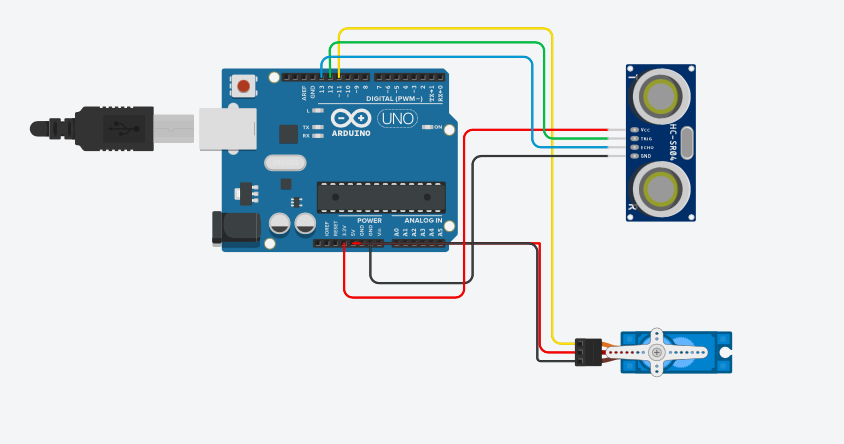 AREF
GND
13
12
~11
~10
~9
8
7
~6
~5
4
~3
2
TX→1
RX←0
DIGITAL (PWM~)
L
TX
RX
ARDUINO
UNO
ON
POWER
ANALOG IN
IOREF
RESET
3.3V
5V
GND
GND
Vin
A0
A1
A2
A3
A4
A5
T
Vcc
TRIG
ECHO
GND
HC-SR04
R